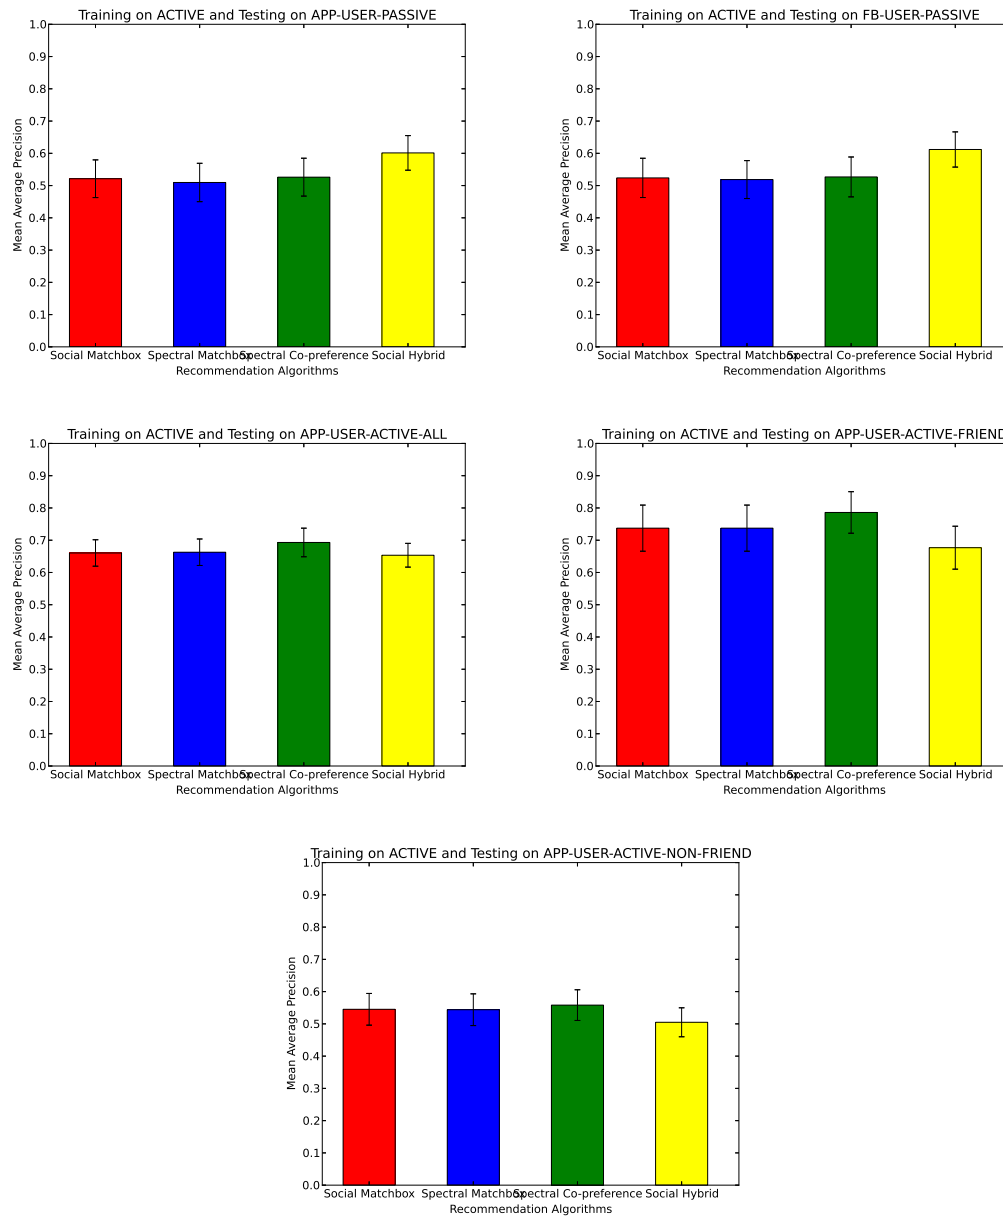 Training on ACTIVE and Testing on APP-USER-PASSIVE
1.0
0.9
0.8
0.7
0.6
0.5
0.4
0.3
0.2
0.1
0.0
Mean Average Precision
Social Matchbox Spectral Matchbox Spectral Co-preference Social Hybrid
Recommendation Algorithms
Training on ACTIVE and Testing on FB-USER-PASSIVE
1.0
0.9
0.8
0.7
0.6
0.5
0.4
0.3
0.2
0.1
0.0
Mean Average Precision
Social Matchbox Spectral Matchbox Spectral Co-preference Social Hybrid
Recommendation Algorithms
Training on ACTIVE and Testing on APP-USER-ACTIVE-ALL
1.0
0.9
0.8
0.7
0.6
0.5
0.4
0.3
0.2
0.1
0.0
Mean Average Precision
Social Matchbox Spectral Matchbox Spectral Co-preference Social Hybrid
Recommendation Algorithms
Training on ACTIVE and Testing on APP-USER-ACTIVE-FRIEND
1.0
0.9
0.8
0.7
0.6
0.5
0.4
0.3
0.2
0.1
0.0
Mean Average Precision
Social Matchbox Spectral Matchbox Spectral Co-preference Social Hybrid
Recommendation Algorithms
Training on ACTIVE and Testing on APP-USER-ACTIVE-NON-FRIEND
1.0
0.9
0.8
0.7
0.6
0.5
0.4
0.3
0.2
0.1
0.0
Mean Average Precision
Social Matchbox Spectral Matchbox Spectral Co-preference Social Hybrid
Recommendation Algorithms